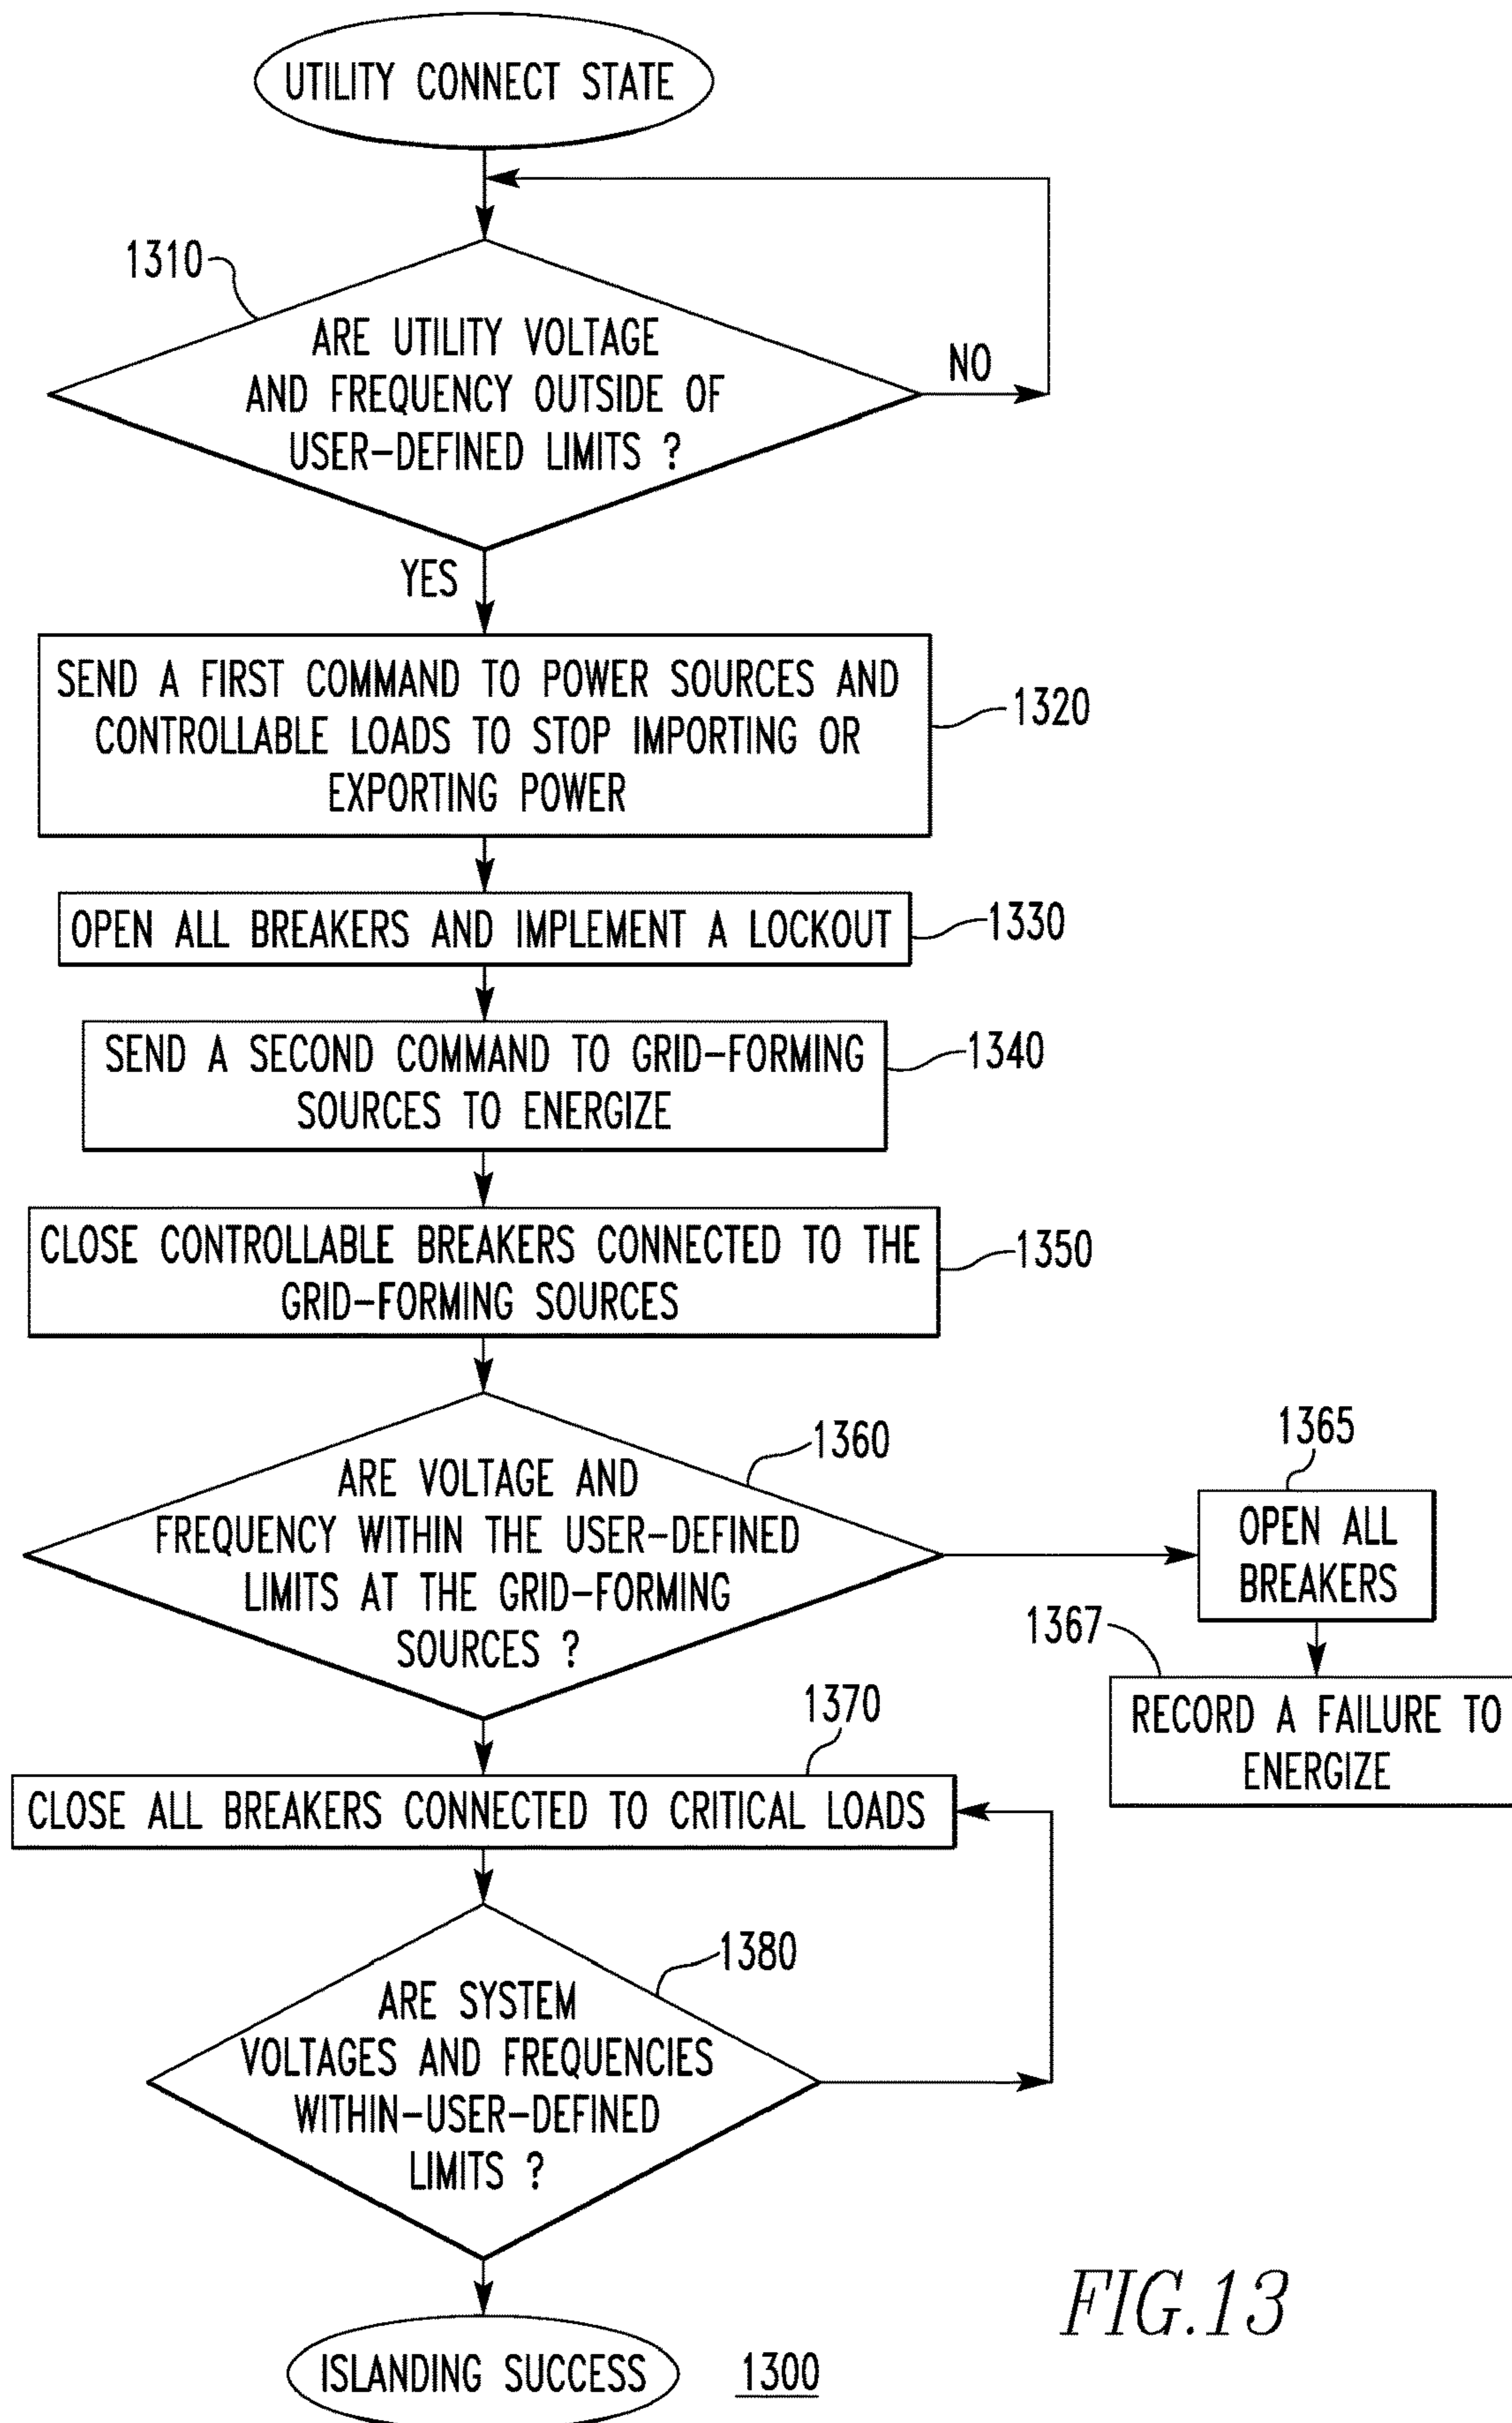 UTILITY CONNECT STATE
1310
ARE UTILITY VOLTAGE
AND FREQUENCY OUTSIDE OF
USER-DEFINED LIMITS ?
NO
YES
SEND A FIRST COMMAND TO POWER SOURCES AND
CONTROLLABLE LOADS TO STOP IMPORTING OR
EXPORTING POWER
1320
OPEN ALL BREAKERS AND IMPLEMENT A LOCKOUT
1330
SEND A SECOND COMMAND TO GRID-FORMING
SOURCES TO ENERGIZE
1340
CLOSE CONTROLLABLE BREAKERS CONNECTED TO THE
GRID-FORMING SOURCES
1350
1360
ARE VOLTAGE AND
FREQUENCY WITHIN THE USER-DEFINED
LIMITS AT THE GRID-FORMING
SOURCES ?
1365
OPEN ALL
BREAKERS
1367
RECORD A FAILURE TO
ENERGIZE
1370
CLOSE ALL BREAKERS CONNECTED TO CRITICAL LOADS
1380
ARE SYSTEM
VOLTAGES AND FREQUENCIES
WITHIN-USER-DEFINED
LIMITS ?
ISLANDING SUCCESS
1300
FIG.13